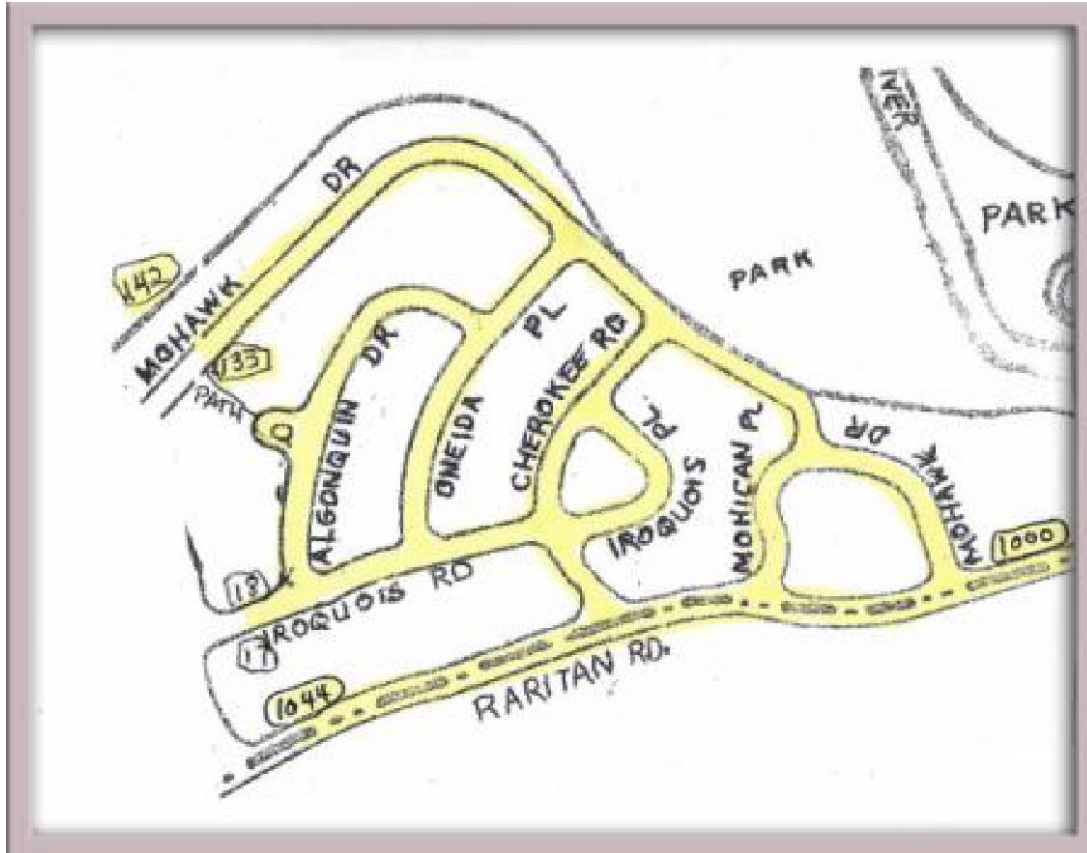 IVER
DR
PARK
PARK
142
MOHAWK
133
PATH
DR
PL
CHEROKEE RD
ALGONQUIN
ONEIDA
PL
IROQUOIS
MOHICAN PL
DR
MOHAWK
1000
18
IROQUOIS RD
17
1044
RARITAN RD.